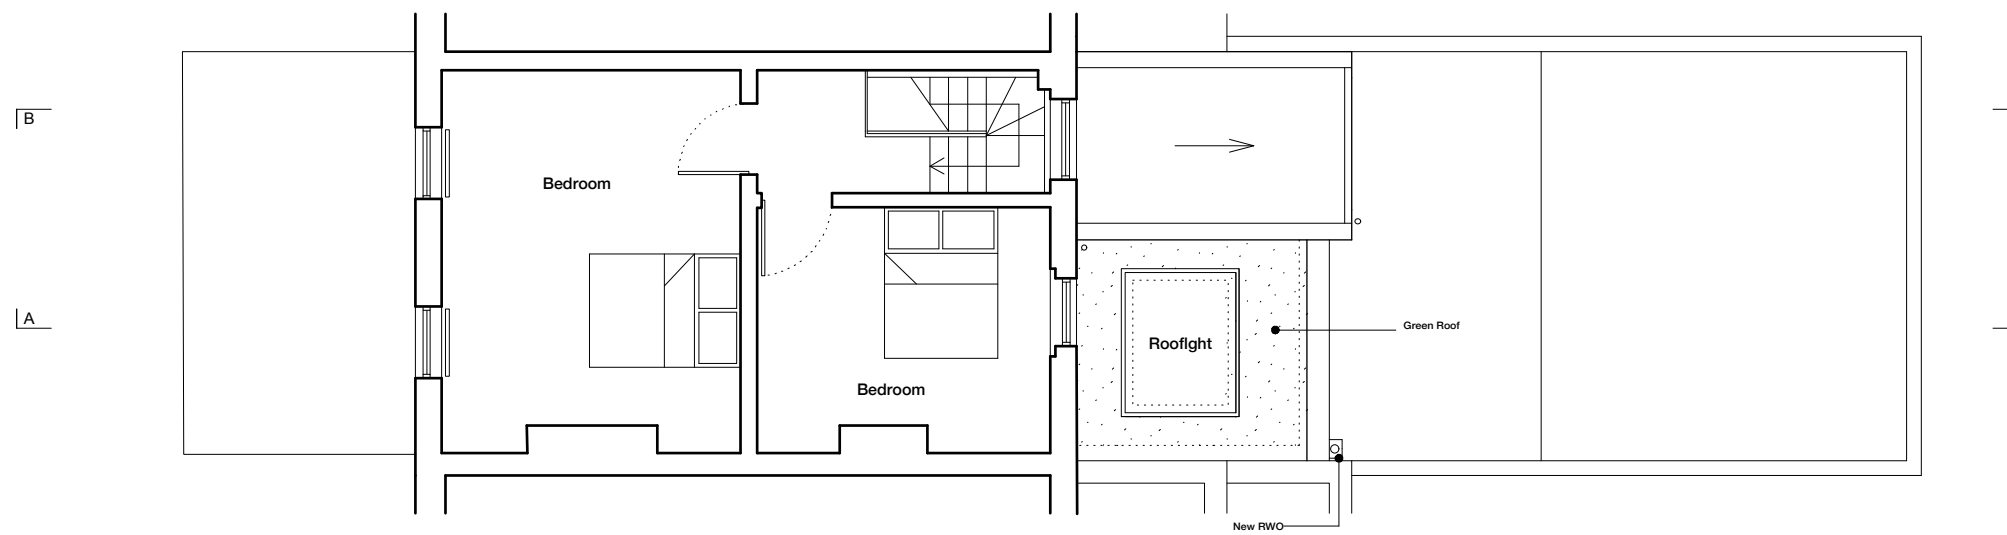 B
Bedroom
A
Green Roof
Rooflght
Bedroom
New RWO